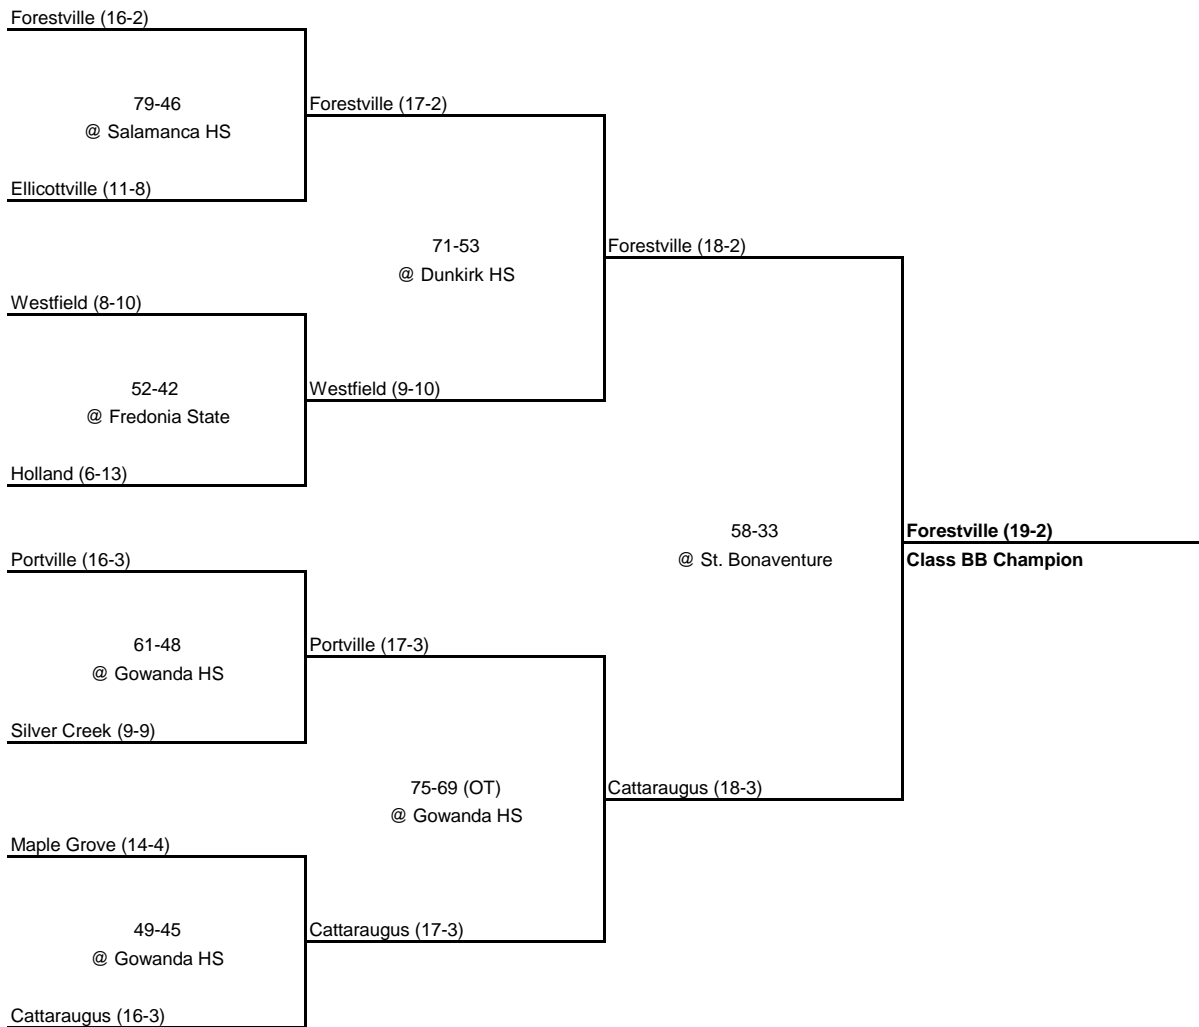 Forestville (16-2)
79-46
@ Salamanca HS
Forestville (17-2)
Ellicottville (11-8)
71-53
@ Dunkirk HS
Forestville (18-2)
Westfield (8-10)
52-42
@ Fredonia State
Westfield (9-10)
Holland (6-13)
58-33
@ St. Bonaventure
Forestville (19-2)
Class BB Champion
Portville (16-3)
61-48
@ Gowanda HS
Portville (17-3)
Silver Creek (9-9)
75-69 (OT)
@ Gowanda HS
Cattaraugus (18-3)
Maple Grove (14-4)
49-45
@ Gowanda HS
Cattaraugus (17-3)
Cattaraugus (16-3)